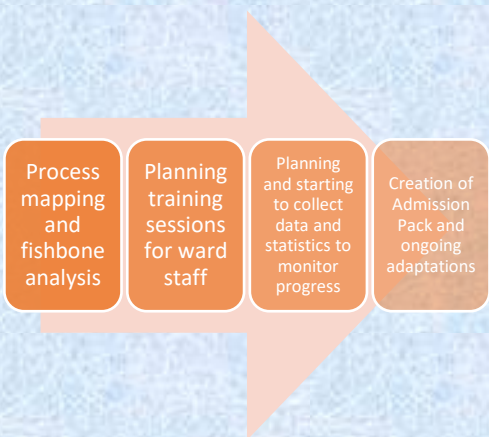 Process
mapping
and
fishbone
analysis
Planning
training
sessions
for ward
staff
Planning
and starting
to collect
data and
statistics to
monitor
progress
Creation of
Admission
Pack and
ongoing
adaptations